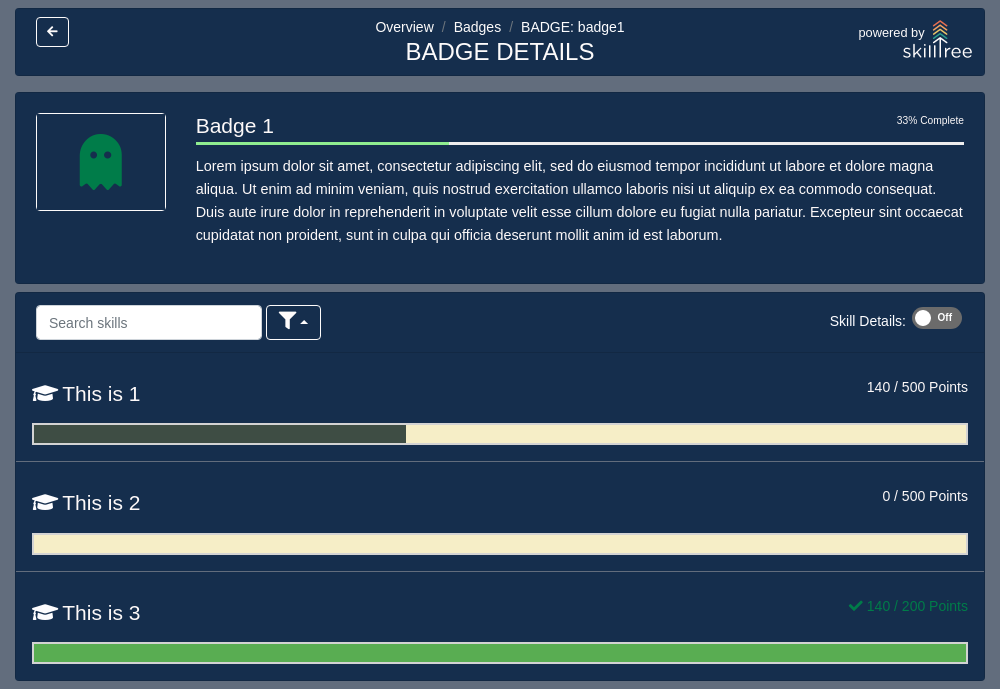 Overview / Badges / BADGE: badge1
BADGE DETAILS
powered by
skilltree
Badge 1
33% Complete
Lorem ipsum dolor sit amet, consectetur adipiscing elit, sed do eiusmod tempor incididunt ut labore et dolore magna
aliqua. Ut enim ad minim veniam, quis nostrud exercitation ullamco laboris nisi ut aliquip ex ea commodo consequat.
Duis aute irure dolor in reprehenderit in voluptate velit esse cillum dolore eu fugiat nulla pariatur. Excepteur sint occaecat
cupidatat non proident, sunt in culpa qui officia deserunt mollit anim id est laborum.
Search skills
Skill Details: Off
This is 1
140 / 500 Points
This is 2
0 / 500 Points
This is 3
140 / 200 Points